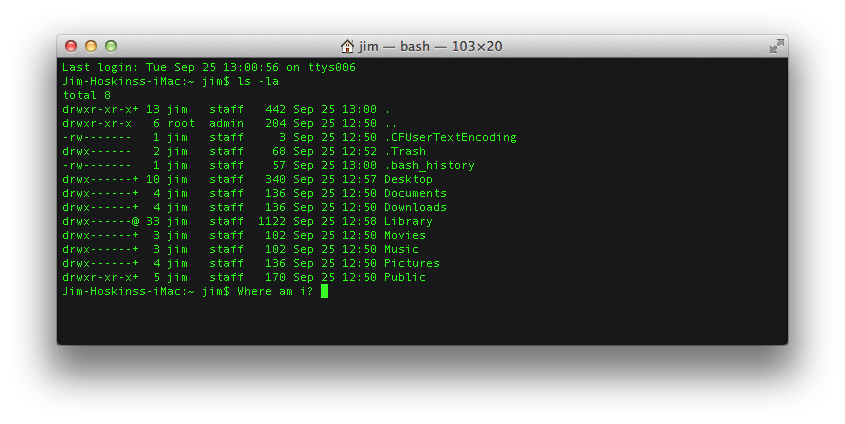 jim — bash — 103×20
Last login: Tue Sep 25 13:00:56 on ttys006
Jim-Hoskinss-iMac:~ jim$ ls -la
total 8
drwxr-xr-x+ 13 jim   staff   442 Sep 25 13:00 .
drwxr-xr-x   6 root  admin   204 Sep 25 12:50 ..
-rw-------   1 jim   staff     3 Sep 25 12:50 .CFUserTextEncoding
drwx------   2 jim   staff    68 Sep 25 12:52 .Trash
-rw-------   1 jim   staff    57 Sep 25 13:00 .bash_history
drwx------+ 10 jim   staff   340 Sep 25 12:57 Desktop
drwx------+  4 jim   staff   136 Sep 25 12:50 Documents
drwx------+  4 jim   staff   136 Sep 25 12:50 Downloads
drwx------@ 33 jim   staff  1122 Sep 25 12:58 Library
drwx------+  3 jim   staff   102 Sep 25 12:50 Movies
drwx------+  3 jim   staff   102 Sep 25 12:50 Music
drwx------+  4 jim   staff   136 Sep 25 12:50 Pictures
drwxr-xr-x+  5 jim   staff   170 Sep 25 12:50 Public
Jim-Hoskinss-iMac:~ jim$ Where am i?